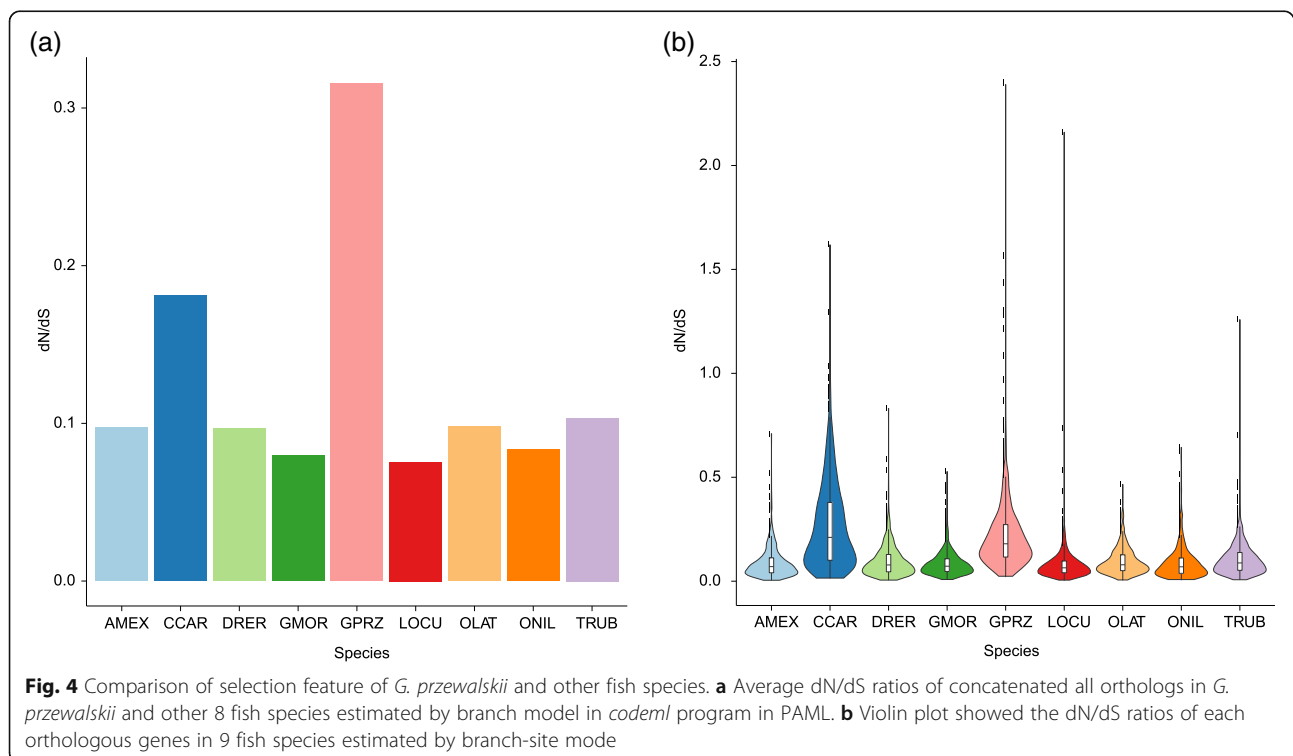 (a)
0.3
0.2
0.1
0.0
dN/dS
AMEX CCAR DRER GMOR GPRZ LOCU OLAT ONIL TRUB
Species
(b)
2.5
2.0
1.5
1.0
0.5
0.0
dN/dS
AMEX CCAR DRER GMOR GPRZ LOCU OLAT ONIL TRUB
Species
Fig. 4 Comparison of selection feature of G. przewalskii and other fish species. a Average dN/dS ratios of concatenated all orthologs in G.
przewalskii and other 8 fish species estimated by branch model in codeml program in PAML. b Violin plot showed the dN/dS ratios of each
orthologous genes in 9 fish species estimated by branch-site mode